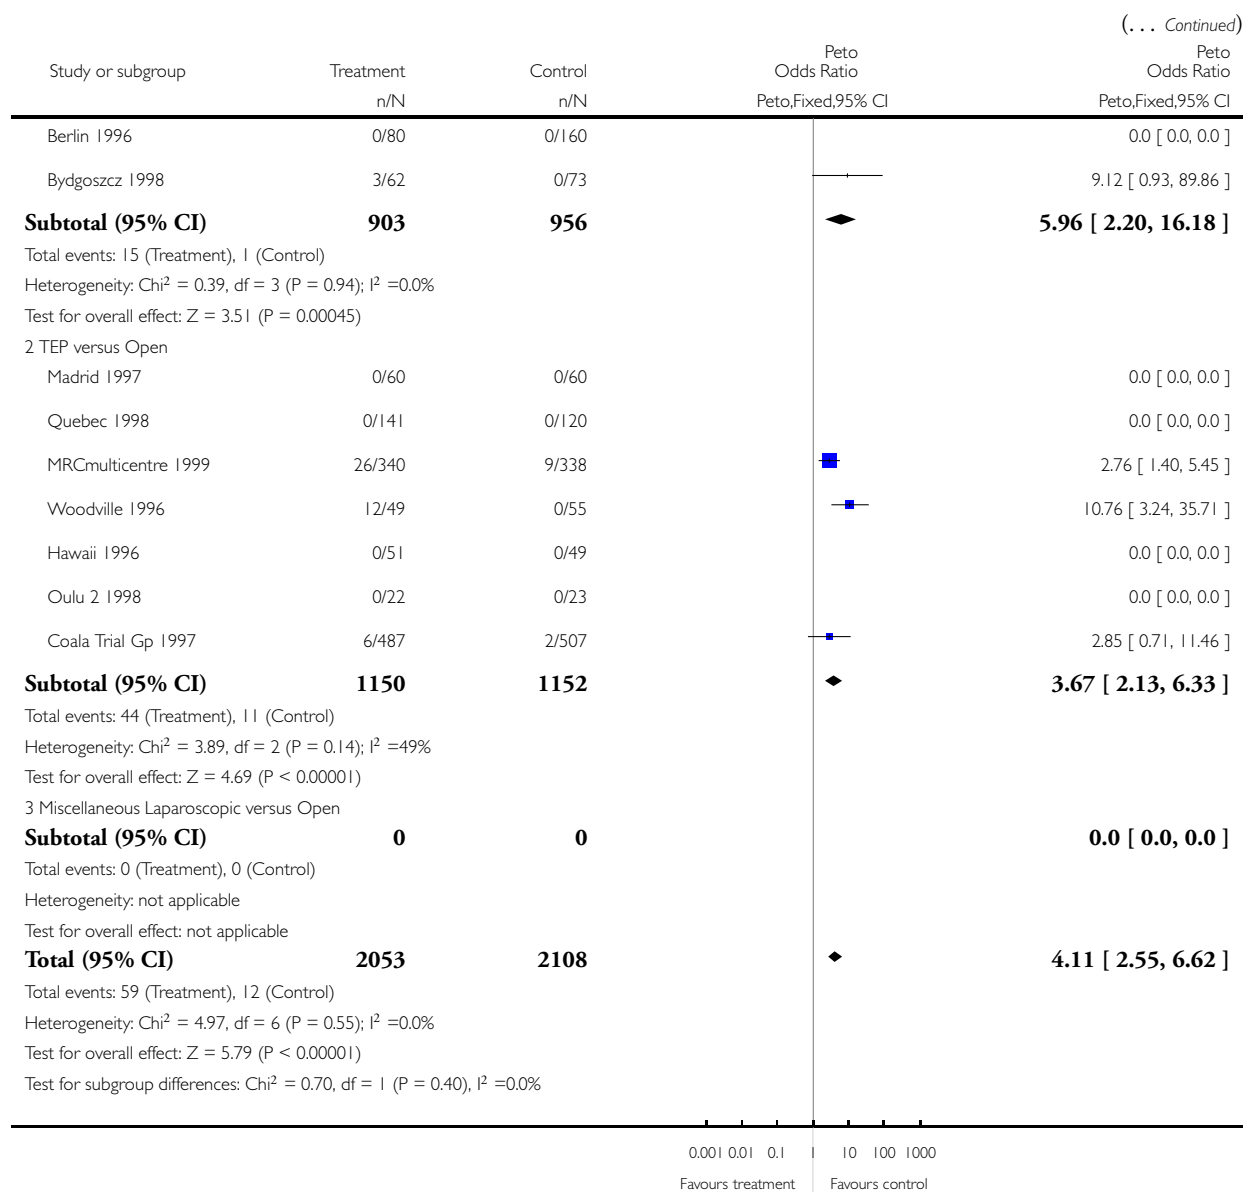 (... Continued)
Study or subgroup Treatment Control Peto Odds Ratio Peto Odds Ratio
n/N n/N Peto,Fixed,95% CI Peto,Fixed,95% CI
Berlin 1996 0/80 0/160 0.0 [ 0.0, 0.0 ]
Bydgoszcz 1998 3/62 0/73 9.12 [ 0.93, 89.86 ]
Subtotal (95% CI) 903 956 5.96 [ 2.20, 16.18 ]
Total events: 15 (Treatment), 1 (Control)
Heterogeneity: Chi² = 0.39, df = 3 (P = 0.94); I² =0.0%
Test for overall effect: Z = 3.51 (P = 0.00045)
2 TEP versus Open
Madrid 1997 0/60 0/60 0.0 [ 0.0, 0.0 ]
Quebec 1998 0/141 0/120 0.0 [ 0.0, 0.0 ]
MRCmulticentre 1999 26/340 9/338 2.76 [ 1.40, 5.45 ]
Woodville 1996 12/49 0/55 10.76 [ 3.24, 35.71 ]
Hawaii 1996 0/51 0/49 0.0 [ 0.0, 0.0 ]
Oulu 2 1998 0/22 0/23 0.0 [ 0.0, 0.0 ]
Coala Trial Gp 1997 6/487 2/507 2.85 [ 0.71, 11.46 ]
Subtotal (95% CI) 1150 1152 3.67 [ 2.13, 6.33 ]
Total events: 44 (Treatment), 11 (Control)
Heterogeneity: Chi² = 3.89, df = 2 (P = 0.14); I² =49%
Test for overall effect: Z = 4.69 (P < 0.00001)
3 Miscellaneous Laparoscopic versus Open
Subtotal (95% CI) 0 0 0.0 [ 0.0, 0.0 ]
Total events: 0 (Treatment), 0 (Control)
Heterogeneity: not applicable
Test for overall effect: not applicable
Total (95% CI) 2053 2108 4.11 [ 2.55, 6.62 ]
Total events: 59 (Treatment), 12 (Control)
Heterogeneity: Chi² = 4.97, df = 6 (P = 0.55); I² =0.0%
Test for overall effect: Z = 5.79 (P < 0.00001)
Test for subgroup differences: Chi² = 0.70, df = 1 (P = 0.40), I² =0.0%
0.001 0.01 0.1 1 10 100 1000
Favours treatment Favours control